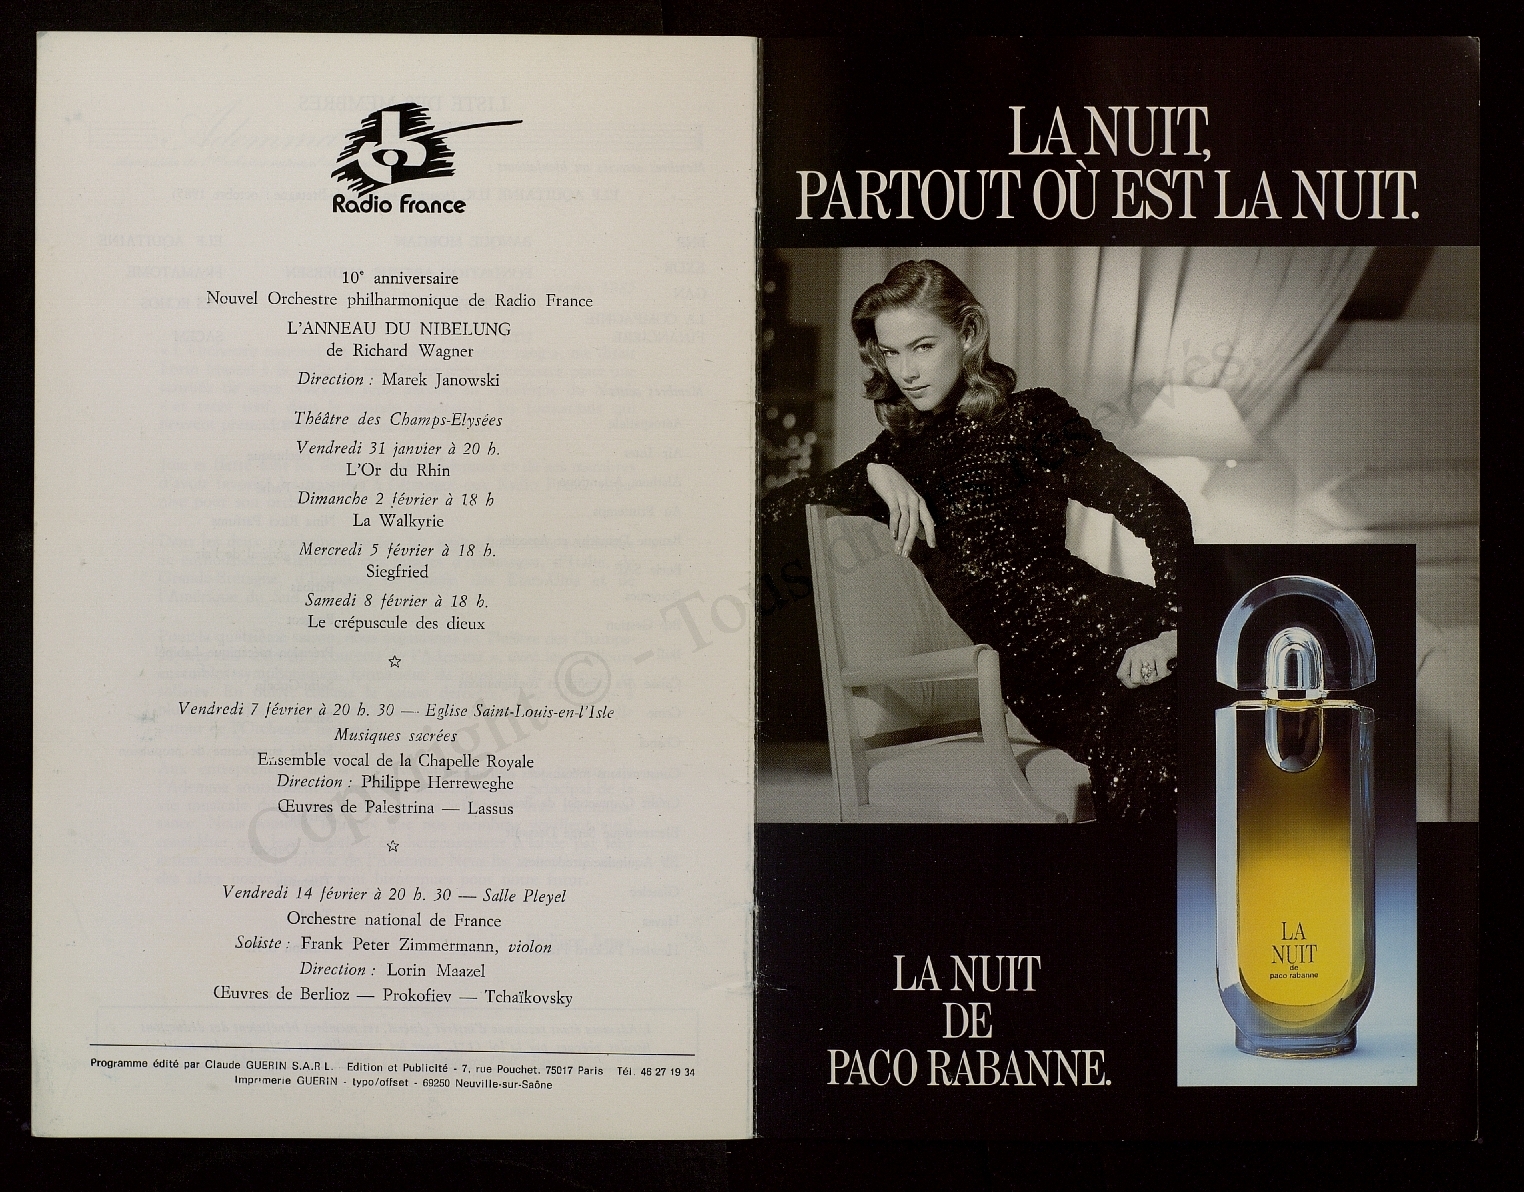 Radio France
10e anniversaire
Nouvel Orchestre philharmonique de Radio France
L'ANNEAU DU NIBELUNG
de Richard Wagner
Direction : Marek Janowski
Théâtre des Champs-Elysées
Vendredi 31 janvier à 20 h.
L'Or du Rhin
Dimanche 2 février à 18 h
La Walkyrie
Mercredi 5 février à 18 h.
Siegfried
Samedi 8 février à 18 h.
Le crépuscule des dieux
☆
Vendredi 7 février à 20 h. 30 — Eglise Saint-Louis-en-l'Isle
Musiques sacrées
Ensemble vocal de la Chapelle Royale
Direction : Philippe Herreweghe
Œuvres de Palestrina — Lassus
☆
Vendredi 14 février à 20 h. 30 — Salle Pleyel
Orchestre national de France
Soliste : Frank Peter Zimmermann, violon
Direction : Lorin Maazel
Œuvres de Berlioz — Prokofiev — Tchaïkovsky
Programme édité par Claude GUERIN S.A.R L. Edition et Publicité - 7, rue Pouchet. 75017 Paris Tél. 46 27 19 34
Imprimerie GUERIN - typo/offset - 69250 Neuville-sur-Saône
LA NUIT,
PARTOUT OÙ EST LA NUIT.
LA
NUIT
de
paco rabanne
LA NUIT
DE
PACO RABANNE.
Copyright © - Tous